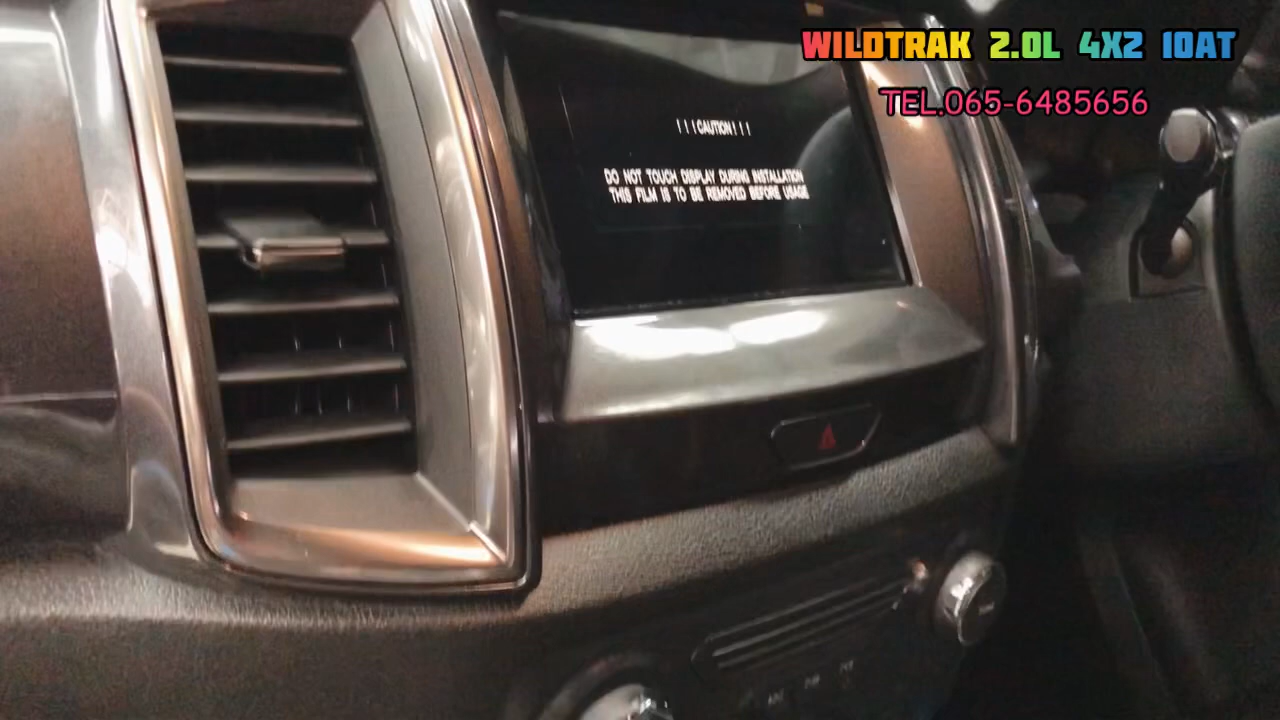 WILDTRAK 2.0L 4X2 10AT
TEL.065-6485656
!!!CAUTION!!!
DO NOT TOUCH DISPLAY DURING INSTALLATION
THIS FILM IS TO BE REMOVED BEFORE USAGE